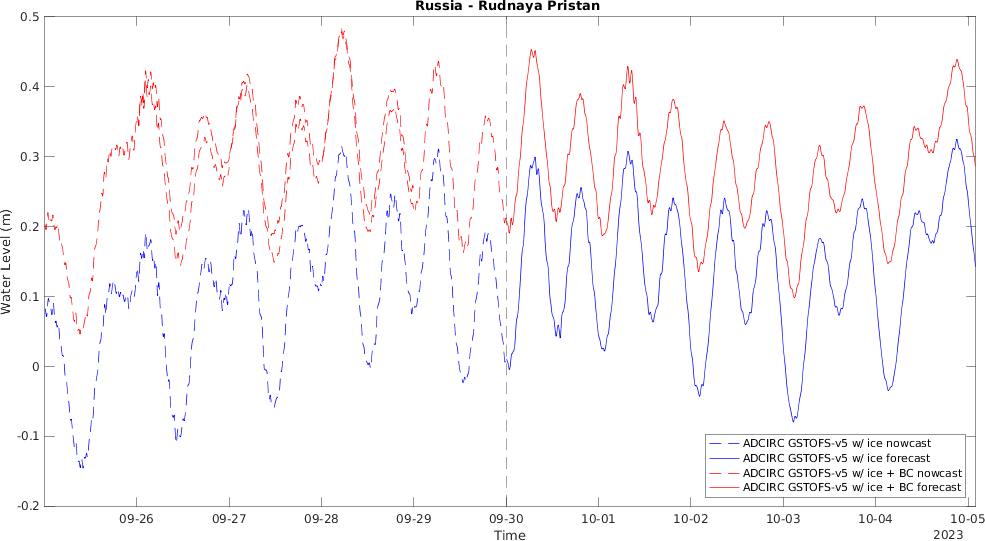 Russia - Rudnaya Pristan
Water Level (m)
0.5
0.4
0.3
0.2
0.1
0
-0.1
-0.2
ADCIRC GSTOFS-v5 w/ ice nowcast
ADCIRC GSTOFS-v5 w/ ice forecast
ADCIRC GSTOFS-v5 w/ ice + BC nowcast
ADCIRC GSTOFS-v5 w/ ice + BC forecast
09-26 09-27 09-28 09-29 09-30 10-01 10-02 10-03 10-04 10-05
Time
2023